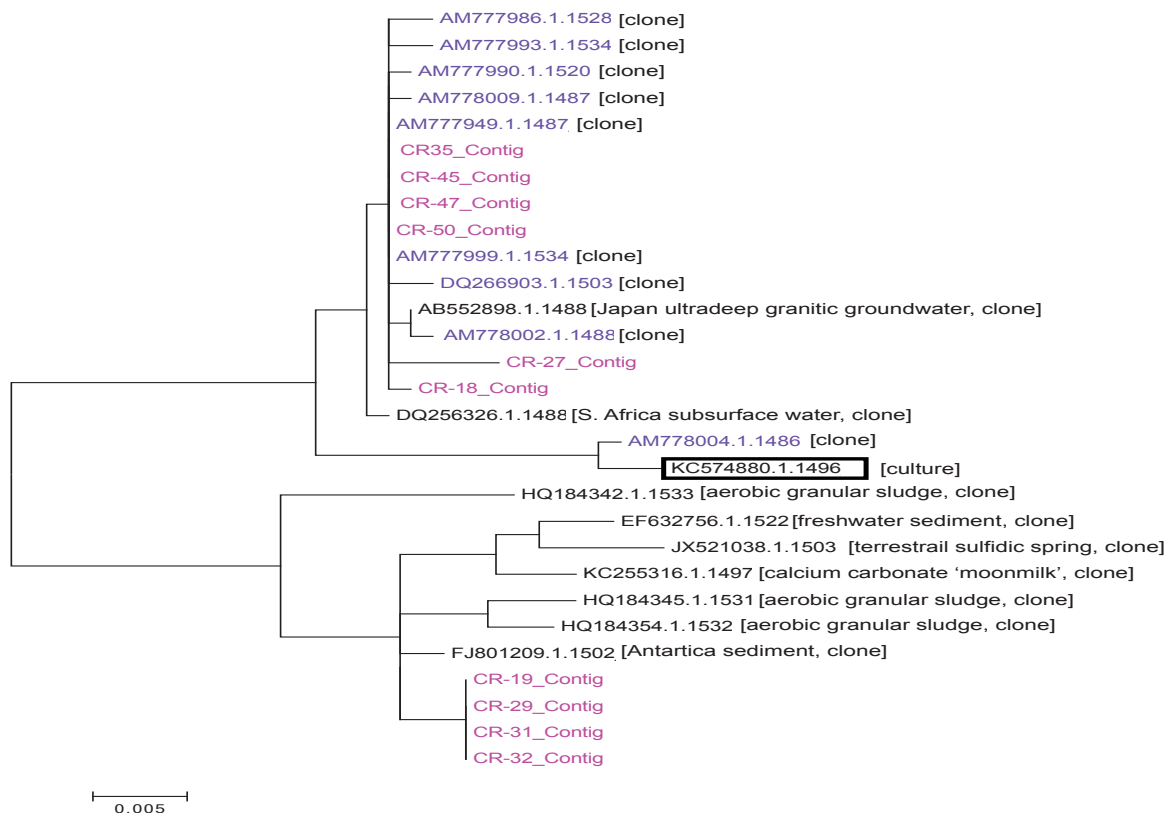 AM777986.1.1528 [clone]
AM777993.1.1534 [clone]
AM777990.1.1520 [clone]
AM778009.1.1487 [clone]
AM777949.1.1487 [clone]
CR35_Contig
CR-45_Contig
CR-47_Contig
CR-50_Contig
AM777999.1.1534 [clone]
DQ266903.1.1503 [clone]
AB552898.1.1488 [Japan ultradeep granitic groundwater, clone]
AM778002.1.1488 [clone]
CR-27_Contig
CR-18_Contig
DQ256326.1.1488 [S. Africa subsurface water, clone]
AM778004.1.1486 [clone]
KC574880.1.1496 [culture]
HQ184342.1.1533 [aerobic granular sludge, clone]
EF632756.1.1522 [freshwater sediment, clone]
JX521038.1.1503 [terrestrail sulfidic spring, clone]
KC255316.1.1497 [calcium carbonate ‘moonmilk’, clone]
HQ184345.1.1531 [aerobic granular sludge, clone]
HQ184354.1.1532 [aerobic granular sludge, clone]
FJ801209.1.1502 [Antartica sediment, clone]
CR-19_Contig
CR-29_Contig
CR-31_Contig
CR-32_Contig
0.005